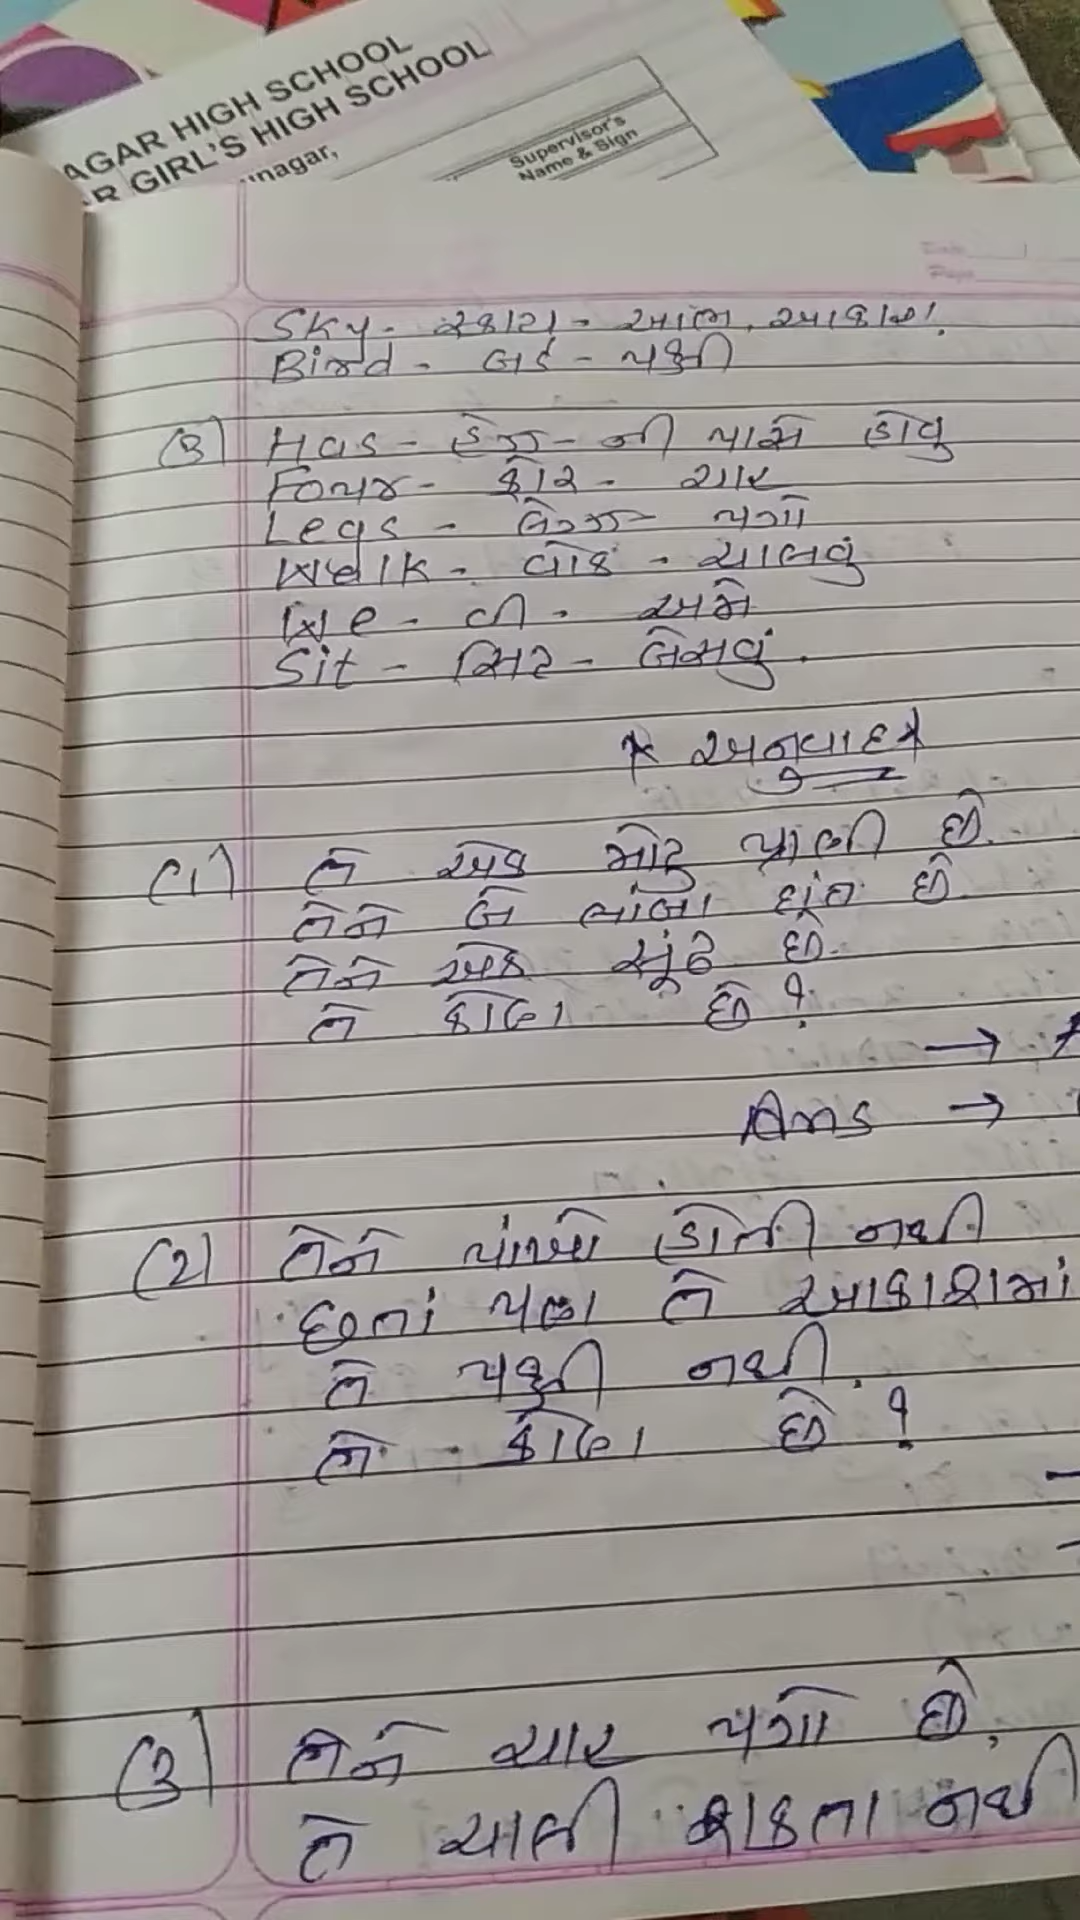 AGAR HIGH SCHOOL
R GIRL'S HIGH SCHOOL
nagar,
Supervisor's
Name & Sign
Date
Page
Sky - સ્કાય - આભ, આકાશ.
Bird - બર્ડ - પક્ષી
(3) Has - હેઝ - ની પાસે હોવુ
Four - ફોર - ચાર
Legs - લેગ્ઝ - પગો
Walk - વોક - ચાલવું
We - વી - અમે
Sit - સિટ - બેસવું.
* અનુવાદ *
(1) તે એક મોટુ પ્રાણી છે.
તેને બે લાંબા દાંત છે.
તેને એક સૂંઢ છે.
તે કોણ છે ?
→
Ans →
(2) તેને પાંખો હોતી નથી
છતાં પણ તે આકાશમાં
તે પક્ષી નથી.
તે કોણ છે ?
(3) તેને ચાર પગો છે.
તે ચાલી શકતા નથી